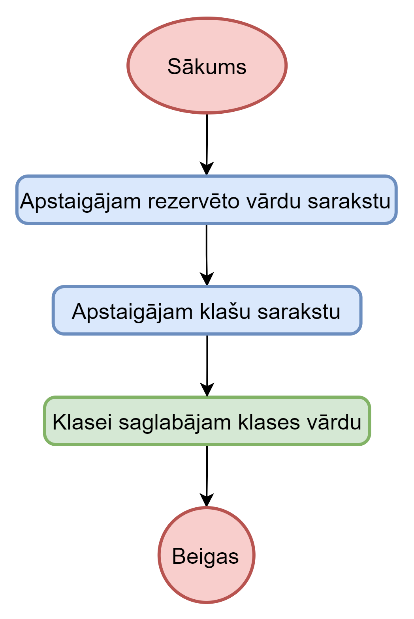 Sākums
Apstaigājam rezervēto vārdu sarakstu
Apstaigājam klašu sarakstu
Klasei saglabājam klases vārdu
Beigas